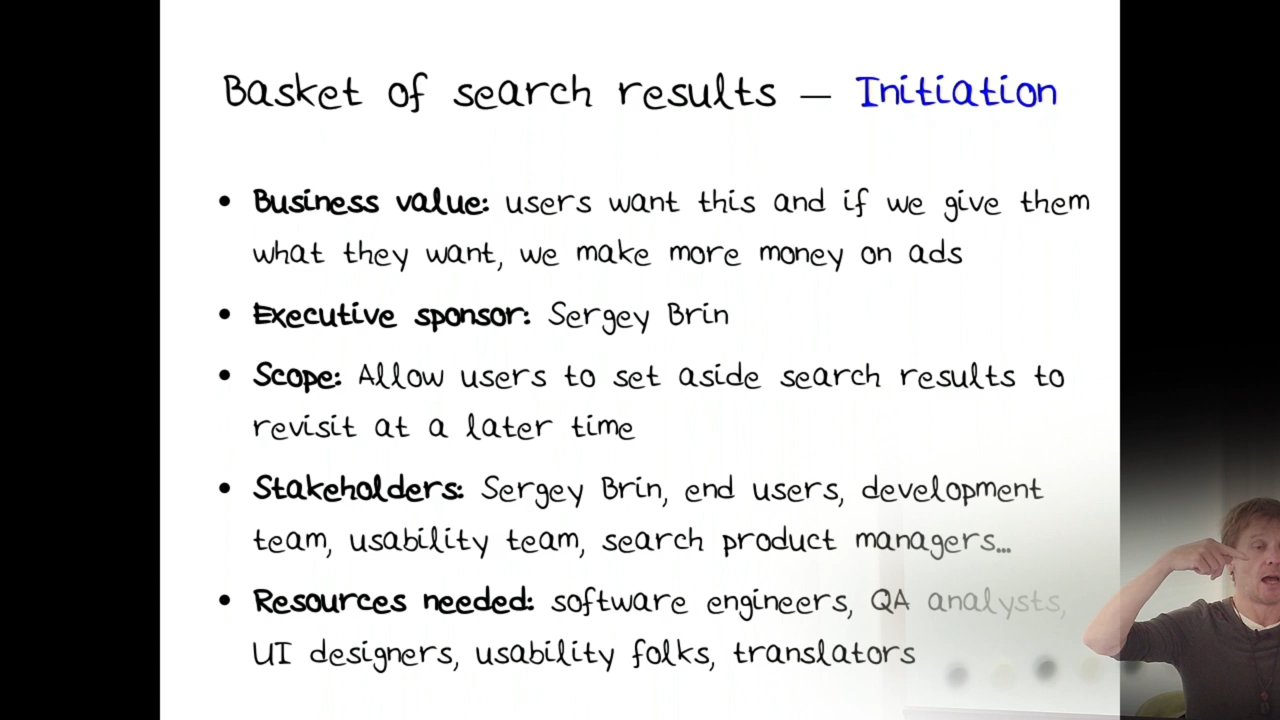 Basket of search results — Initiation
• Business value: users want this and if we give them
what they want, we make more money on ads
• Executive sponsor: Sergey Brin
• Scope: Allow users to set aside search results to
revisit at a later time
• Stakeholders: Sergey Brin, end users, development
team, usability team, search product managers...
• Resources needed: software engineers, QA analysts,
UI designers, usability folks, translators